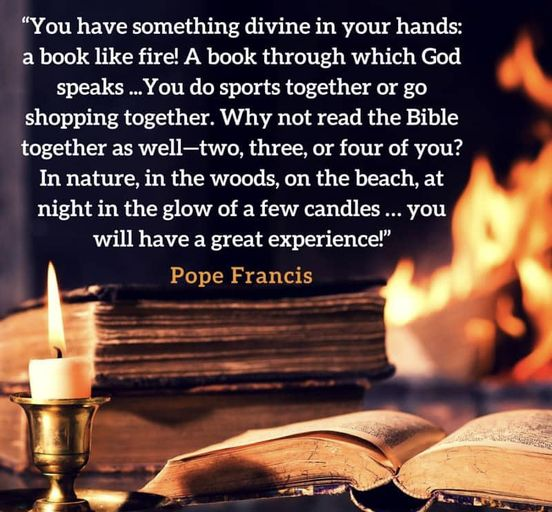 “You have something divine in your hands:
a book like fire! A book through which God
speaks ...You do sports together or go
shopping together. Why not read the Bible
together as well—two, three, or four of you?
In nature, in the woods, on the beach, at
night in the glow of a few candles ... you
will have a great experience!”
Pope Francis